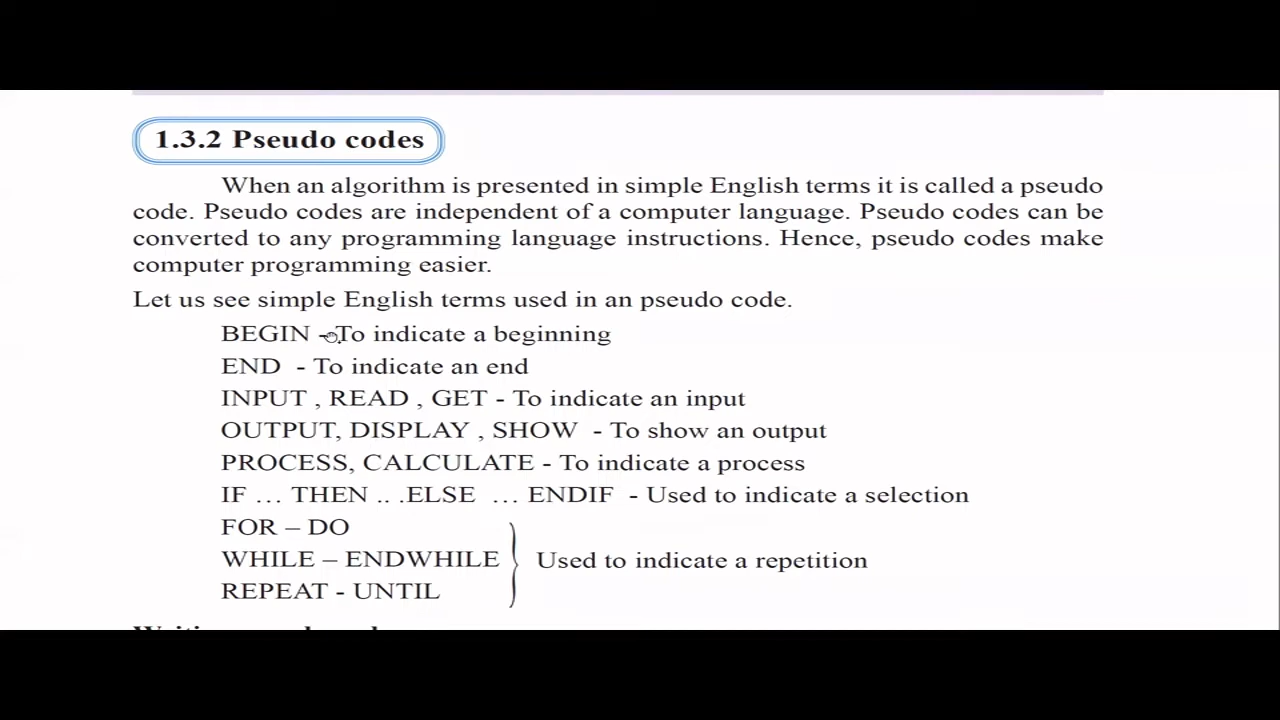 1.3.2 Pseudo codes
When an algorithm is presented in simple English terms it is called a pseudo
code. Pseudo codes are independent of a computer language. Pseudo codes can be
converted to any programming language instructions. Hence, pseudo codes make
computer programming easier.
Let us see simple English terms used in an pseudo code.
BEGIN - To indicate a beginning
END - To indicate an end
INPUT , READ , GET - To indicate an input
OUTPUT, DISPLAY , SHOW - To show an output
PROCESS, CALCULATE - To indicate a process
IF … THEN .. .ELSE … ENDIF - Used to indicate a selection
FOR – DO
WHILE – ENDWHILE
Used to indicate a repetition
REPEAT - UNTIL